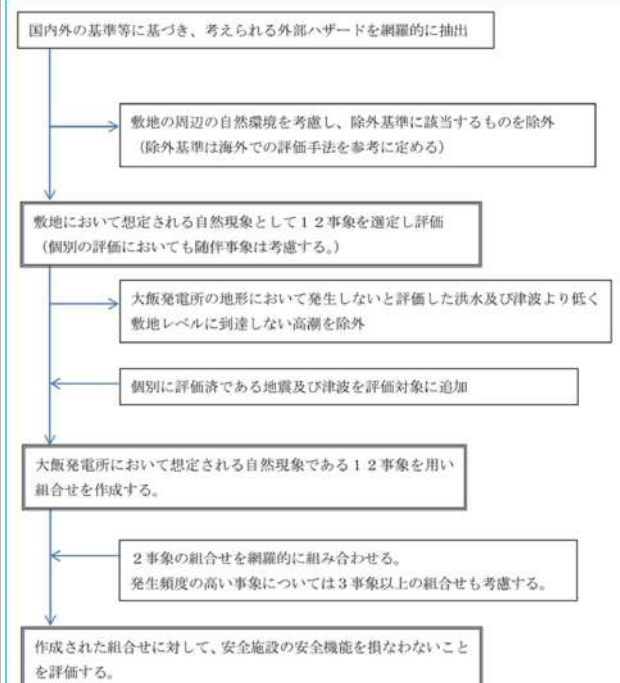 国内外の基準等に基づき、考えられる外部ハザードを網羅的に抽出
敷地の周辺の自然環境を考慮し、除外基準に該当するものを除外
（除外基準は海外での評価手法を参考に定める）
敷地において想定される自然現象として１２事象を選定し評価
（個別の評価においても随伴事象は考慮する。）
大飯発電所の地形において発生しないと評価した洪水及び津波より低く
敷地レベルに到達しない高潮を除外
個別に評価済である地震及び津波を評価対象に追加
大飯発電所において想定される自然現象である１２事象を用い
組合せを作成する。
２事象の組合せを網羅的に組み合わせる。
発生頻度の高い事象については３事象以上の組合せも考慮する。
作成された組合せに対して、安全施設の安全機能を損なわないこと
を評価する。